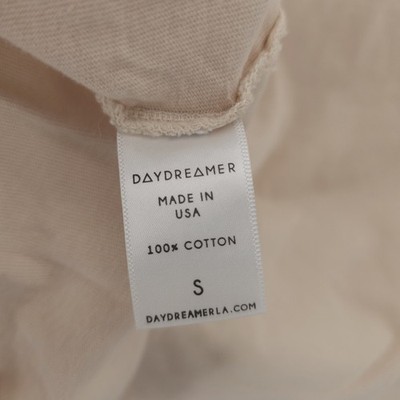 DAYDREAMER
MADE IN
USA
100% COTTON
S
DAYDREAMERLA.COM